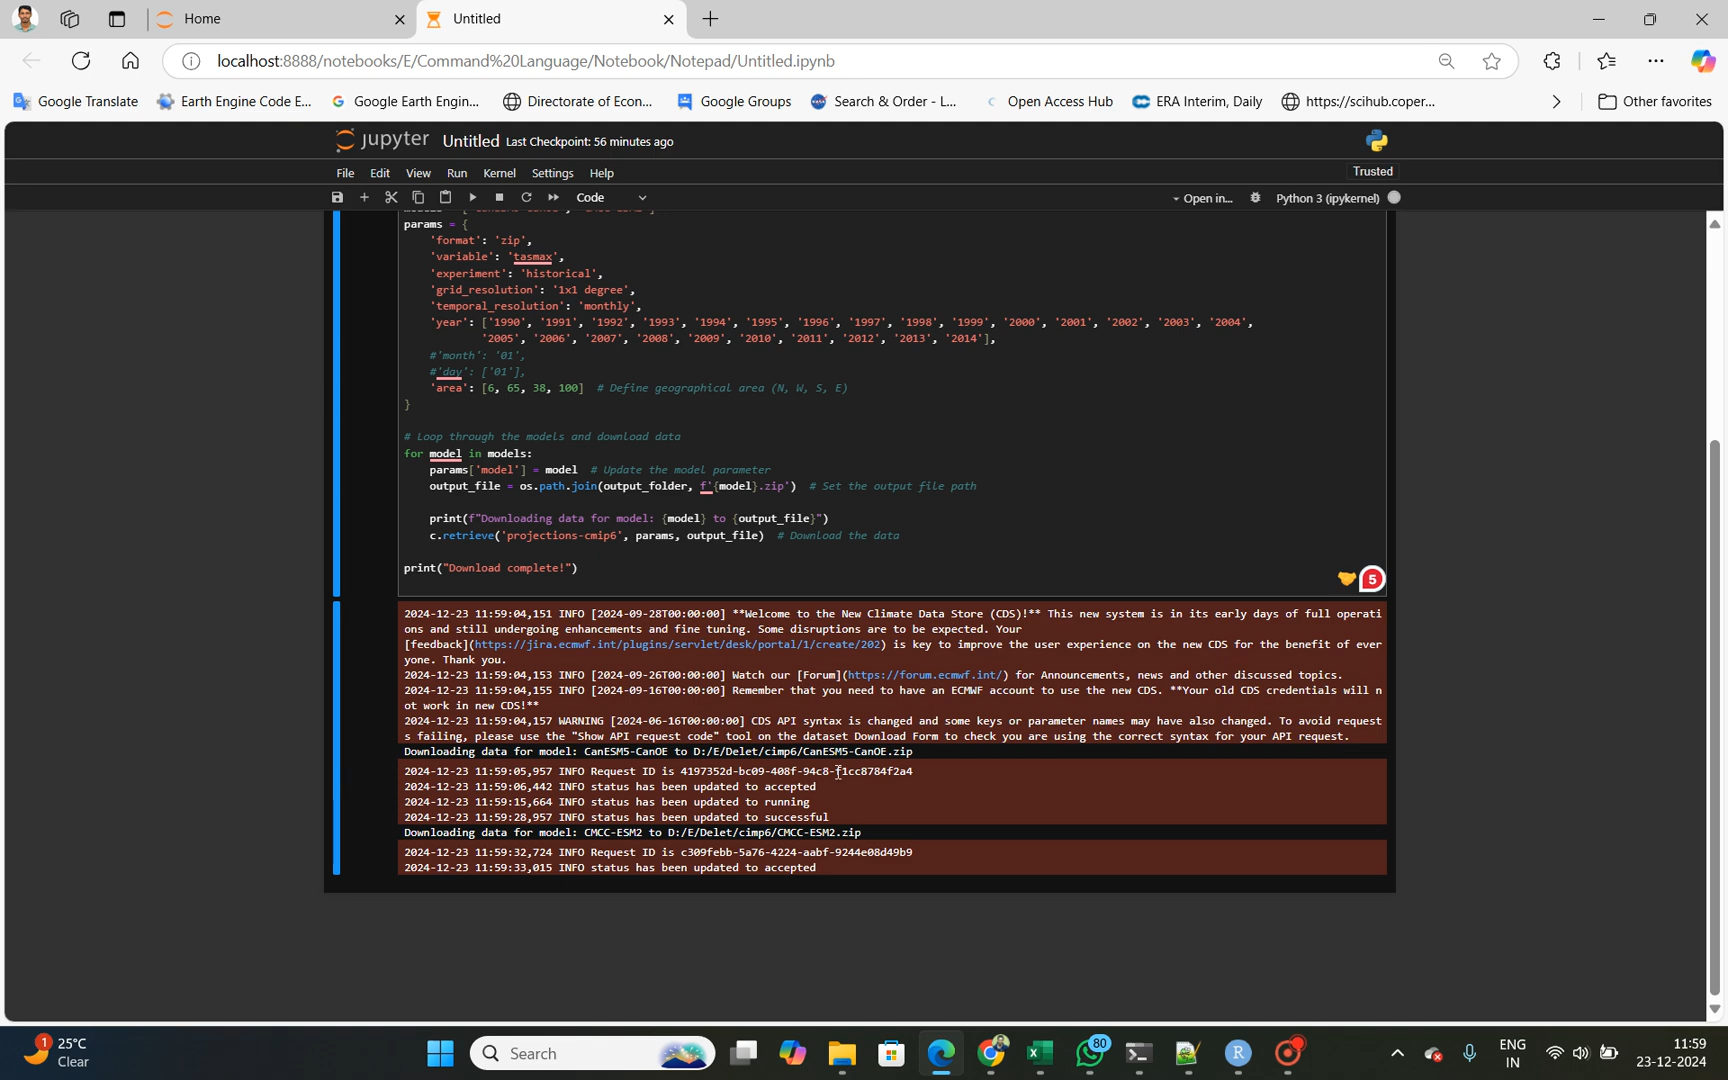 Home
Untitled
localhost:8888/notebooks/E/Command%20Language/Notebook/Notepad/Untitled.ipynb
Google Translate
Earth Engine Code E...
Google Earth Engin...
Directorate of Econ...
Google Groups
Search & Order - L...
Open Access Hub
ERA Interim, Daily
https://scihub.coper...
Other favorites
jupyter Untitled Last Checkpoint: 56 minutes ago
File Edit View Run Kernel Settings Help
Trusted
Code
Open in...
Python 3 (ipykernel)
params = {
'format': 'zip',
'variable': 'tasmax',
'experiment': 'historical',
'grid_resolution': '1x1 degree',
'temporal_resolution': 'monthly',
'year': ['1990', '1991', '1992', '1993', '1994', '1995', '1996', '1997', '1998', '1999', '2000', '2001', '2002', '2003', '2004',
'2005', '2006', '2007', '2008', '2009', '2010', '2011', '2012', '2013', '2014'],
#'month': '01',
#'day': ['01'],
'area': [6, 65, 38, 100] # Define geographical area (N, W, S, E)
}
# Loop through the models and download data
for model in models:
params['model'] = model # Update the model parameter
output_file = os.path.join(output_folder, f'{model}.zip') # Set the output file path
print(f"Downloading data for model: {model} to {output_file}")
c.retrieve('projections-cmip6', params, output_file) # Download the data
print("Download complete!")
5
2024-12-23 11:59:04,151 INFO [2024-09-28T00:00:00] **Welcome to the New Climate Data Store (CDS)!** This new system is in its early days of full operati
ons and still undergoing enhancements and fine tuning. Some disruptions are to be expected. Your
[feedback](https://jira.ecmwf.int/plugins/servlet/desk/portal/1/create/202) is key to improve the user experience on the new CDS for the benefit of ever
yone. Thank you.
2024-12-23 11:59:04,153 INFO [2024-09-26T00:00:00] Watch our [Forum](https://forum.ecmwf.int/) for Announcements, news and other discussed topics.
2024-12-23 11:59:04,155 INFO [2024-09-16T00:00:00] Remember that you need to have an ECMWF account to use the new CDS. **Your old CDS credentials will n
ot work in new CDS!**
2024-12-23 11:59:04,157 WARNING [2024-06-16T00:00:00] CDS API syntax is changed and some keys or parameter names may have also changed. To avoid request
s failing, please use the "Show API request code" tool on the dataset Download Form to check you are using the correct syntax for your API request.
Downloading data for model: CanESM5-CanOE to D:/E/Delet/cimp6/CanESM5-CanOE.zip
2024-12-23 11:59:05,957 INFO Request ID is 4197352d-bc09-408f-94c8-f1cc8784f2a4
2024-12-23 11:59:06,442 INFO status has been updated to accepted
2024-12-23 11:59:15,664 INFO status has been updated to running
2024-12-23 11:59:28,957 INFO status has been updated to successful
Downloading data for model: CMCC-ESM2 to D:/E/Delet/cimp6/CMCC-ESM2.zip
2024-12-23 11:59:32,724 INFO Request ID is c309febb-5a76-4224-aabf-9244e08d49b9
2024-12-23 11:59:33,015 INFO status has been updated to accepted
1
25°C
Clear
Search
80
R
ENG
IN
11:59
23-12-2024